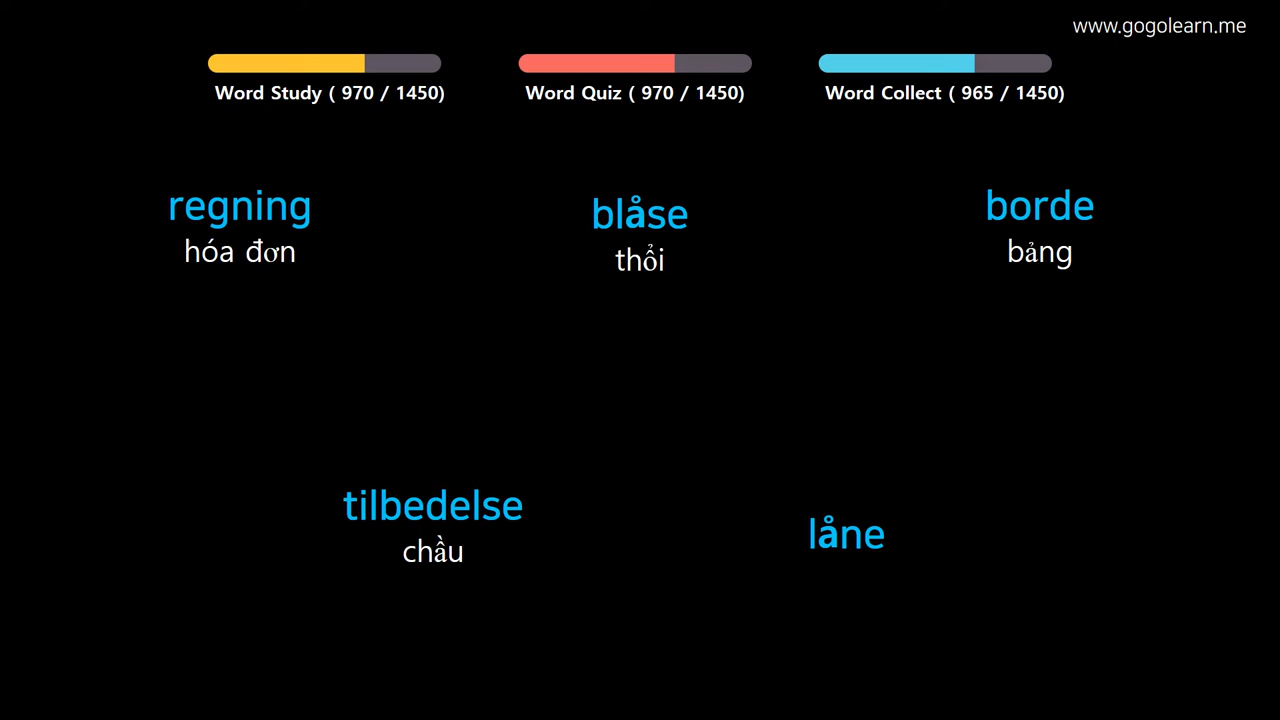 www.gogolearn.me
Word Study ( 970 / 1450)
Word Quiz ( 970 / 1450)
Word Collect ( 965 / 1450)
regning
hóa đơn
blåse
thổi
borde
bảng
tilbedelse
chầu
låne